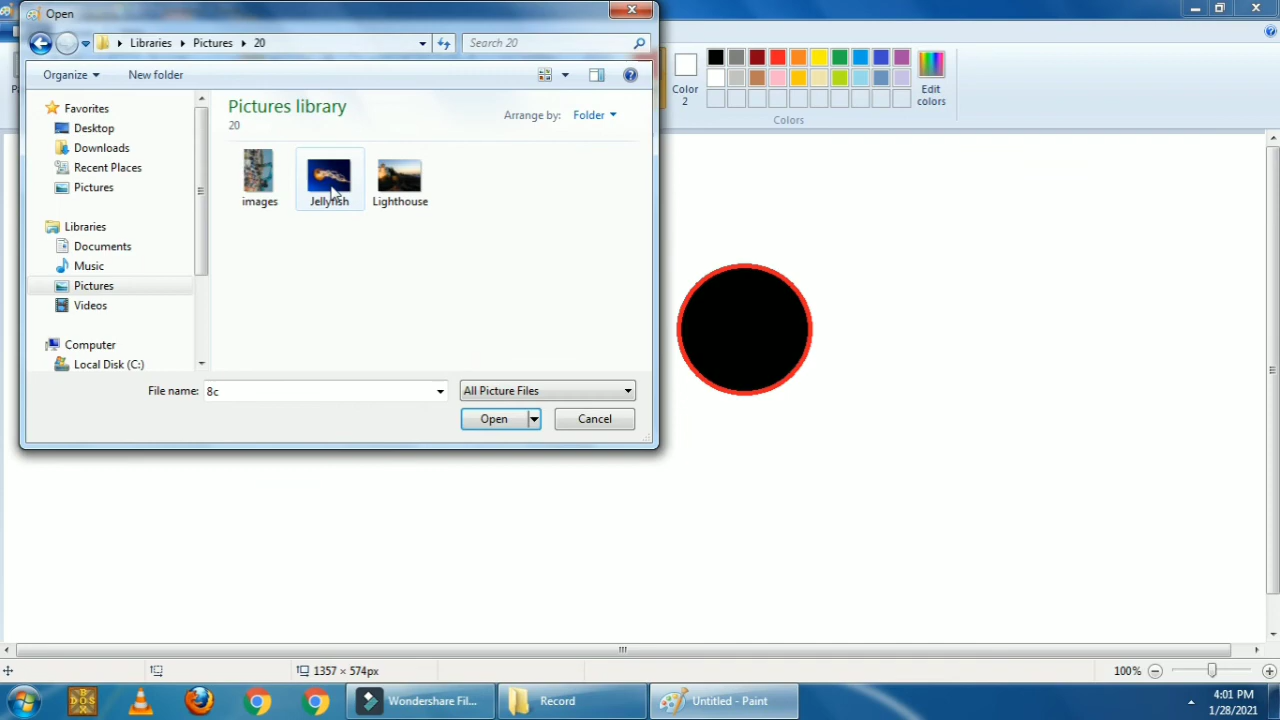 Open
Libraries Pictures 20
Search 20
Organize
New folder
Favorites
Desktop
Downloads
Recent Places
Pictures
Libraries
Documents
Music
Pictures
Videos
Computer
Local Disk (C:)
Pictures library
20
Arrange by: Folder
images
Jellyfish
Lighthouse
File name: 8c
All Picture Files
Open
Cancel
Color
2
Edit
colors
Colors
1357 × 574px
100%
BOX
DOS
Wondershare Fil...
Record
Untitled - Paint
4:01 PM
1/28/2021